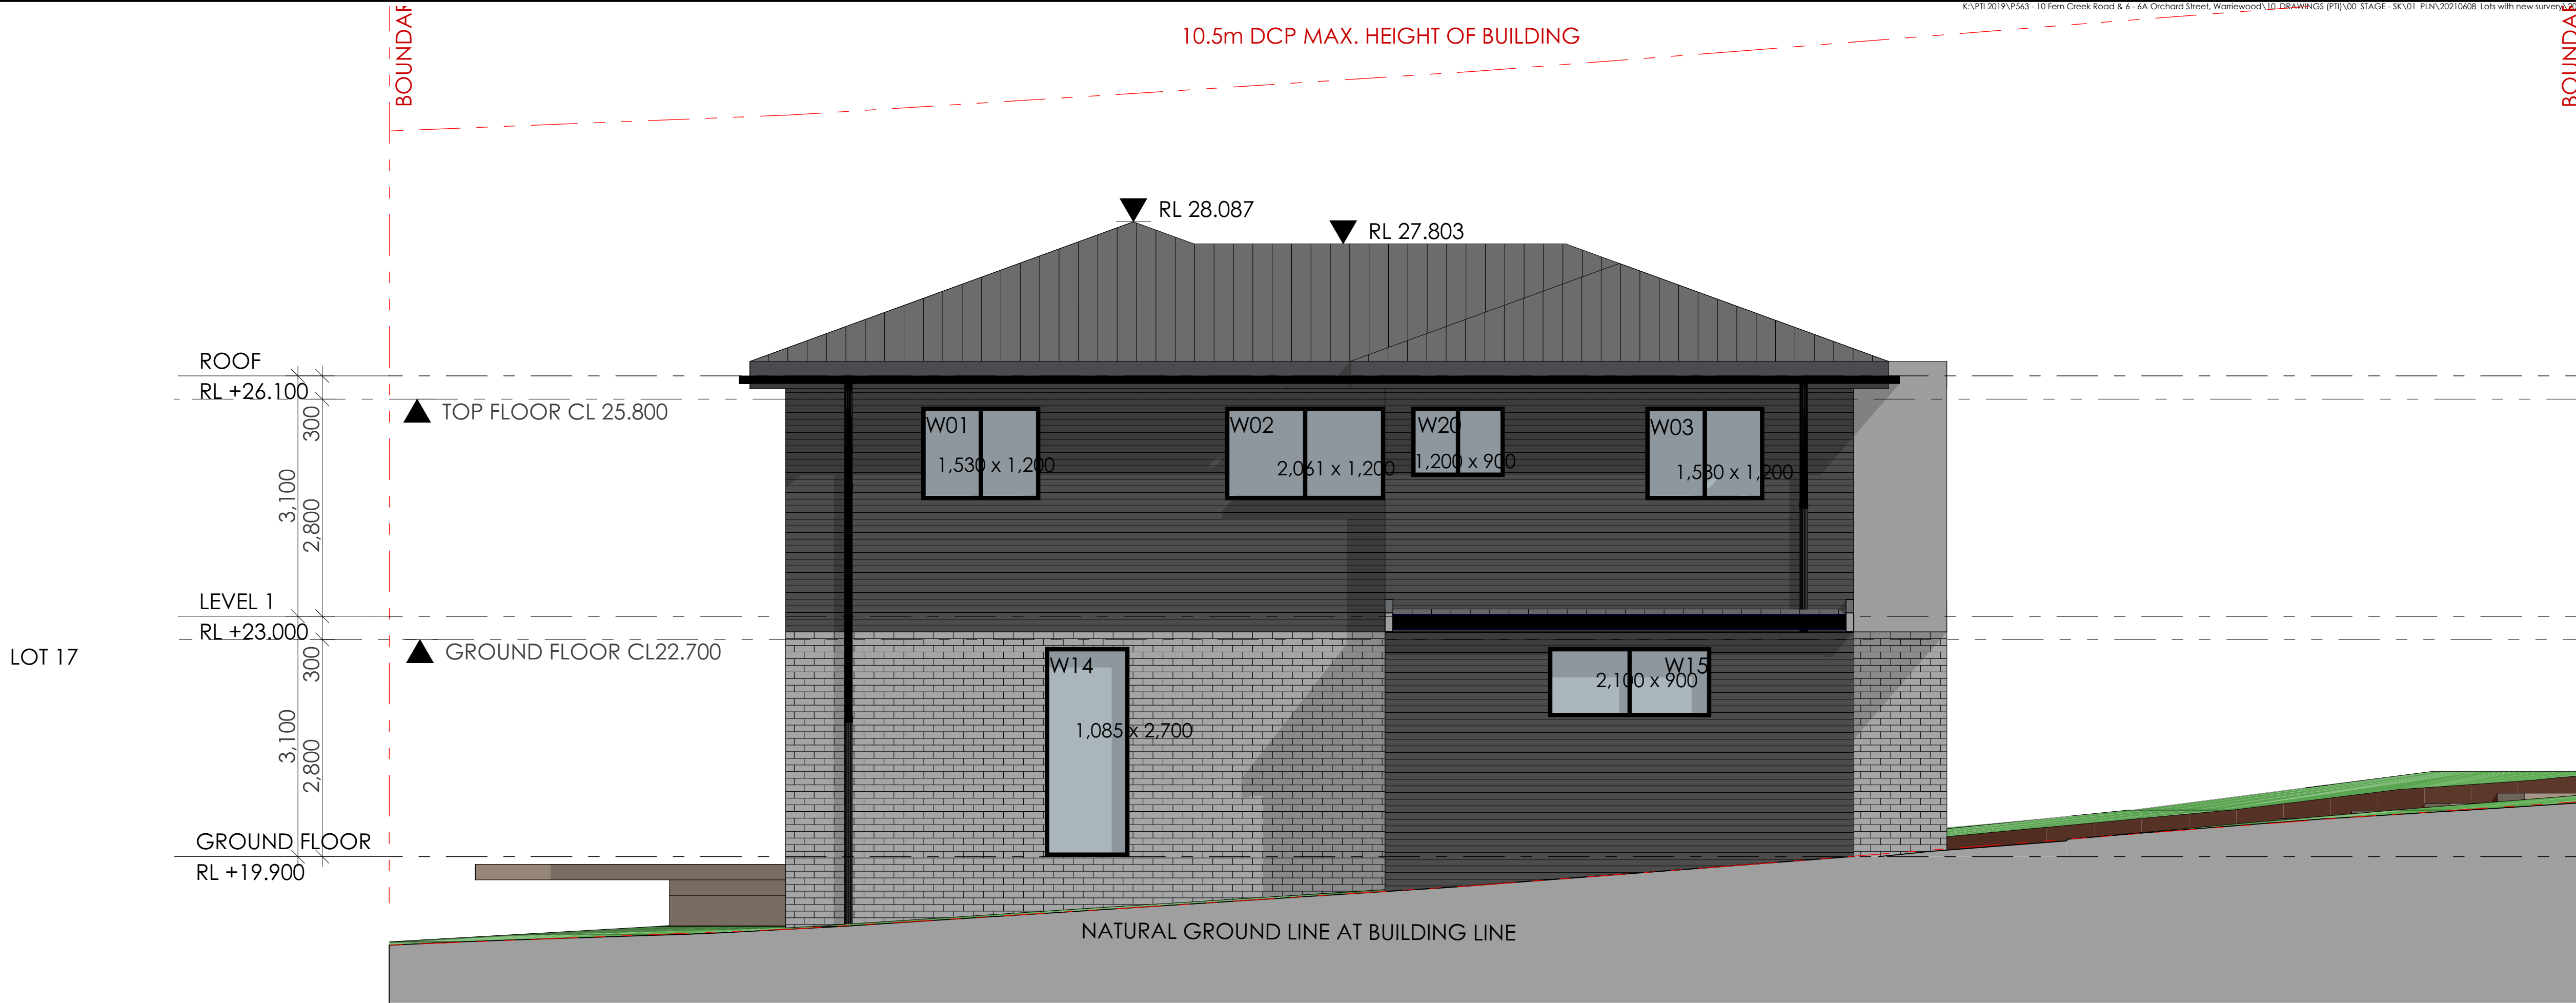 K:\PTI 2019\P563 - 10 Fern Creek Road & 6 - 6A Orchard Street, Warriewood\10_DRAWINGS (PTI)\00_STAGE - SK\01_PLN\20210608_Lots with new survery\
BOUNDAR
10.5m DCP MAX. HEIGHT OF BUILDING
BOUNDA
RL 28.087
RL 27.803
ROOF
RL +26.100
TOP FLOOR CL 25.800
300
3,100
2,800
W01
1,530 x 1,200
W02
2,061 x 1,200
W20
1,200 x 900
W03
1,530 x 1,200
LEVEL 1
RL +23.000
GROUND FLOOR CL22.700
LOT 17
300
3,100
2,800
W14
1,085 x 2,700
W15
2,100 x 900
GROUND FLOOR
RL +19.900
NATURAL GROUND LINE AT BUILDING LINE